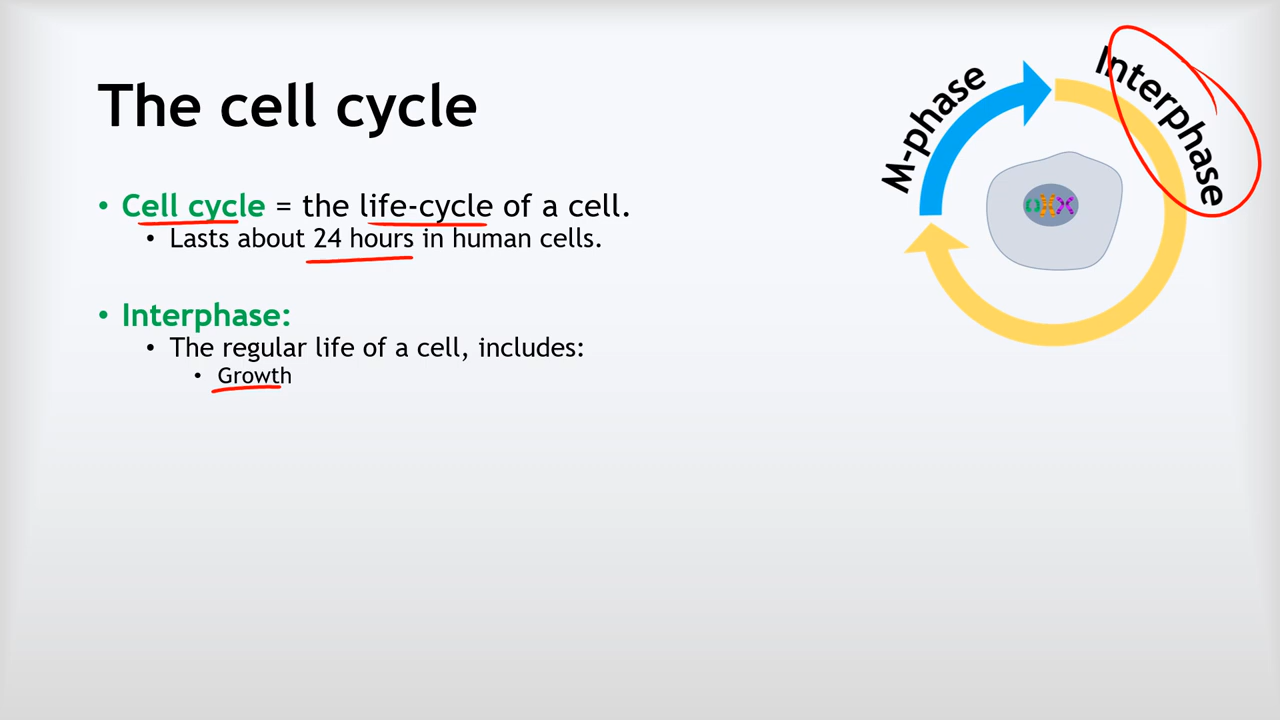 The cell cycle
M-phase
Interphase
• Cell cycle = the life-cycle of a cell.
• Lasts about 24 hours in human cells.
• Interphase:
• The regular life of a cell, includes:
• Growth